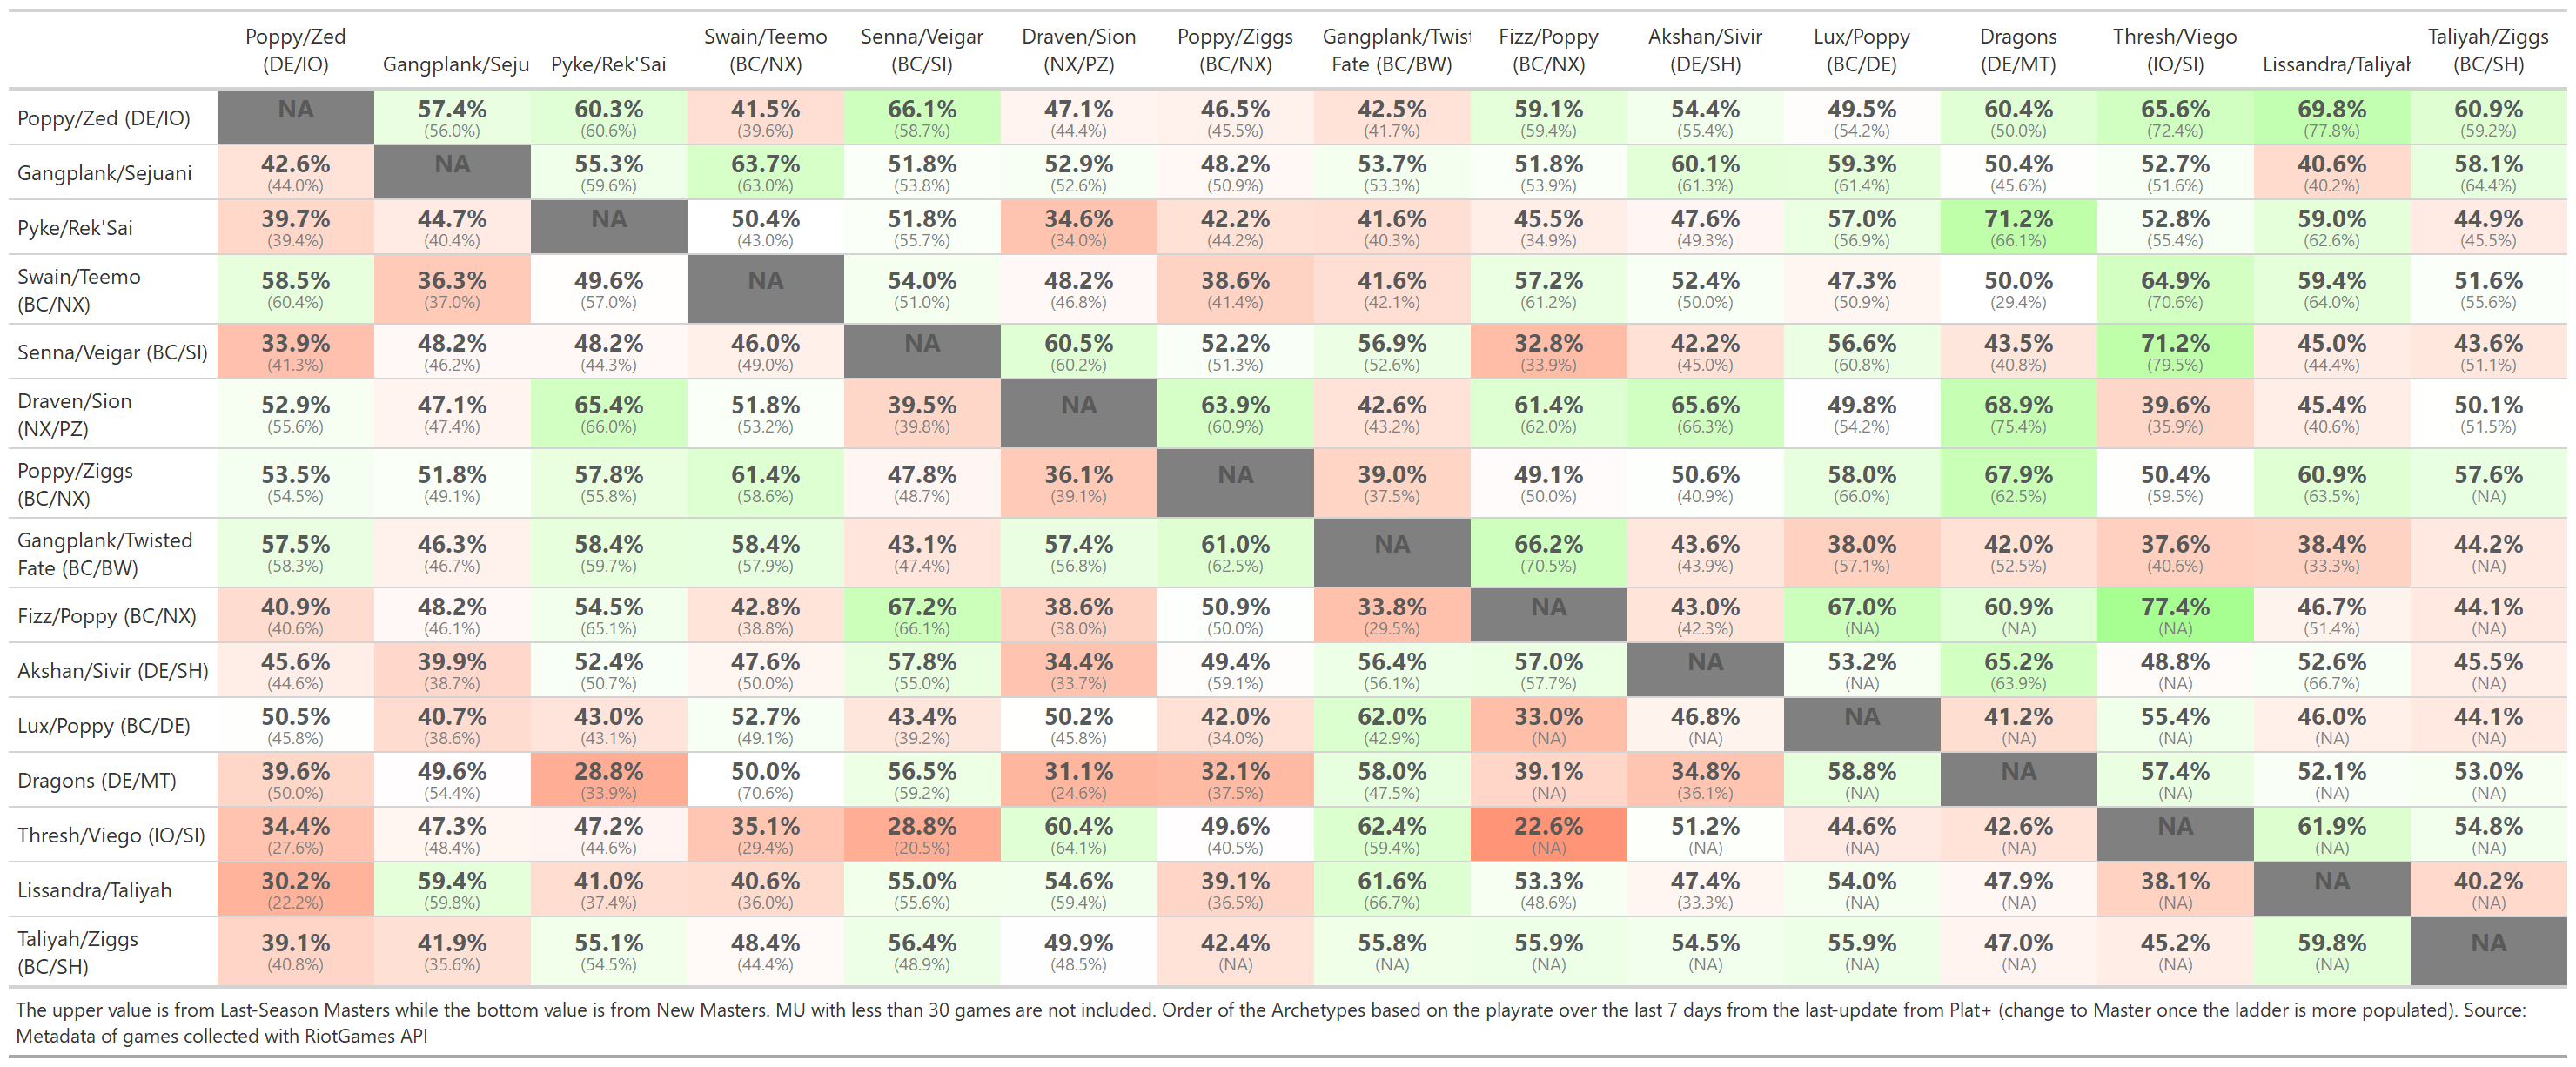 Poppy/Zed (DE/IO) Gangplank/Seju Pyke/Rek'Sai Swain/Teemo (BC/NX) Senna/Veigar (BC/SI) Draven/Sion (NX/PZ) Poppy/Ziggs (BC/NX) Gangplank/Twist Fate (BC/BW) Fizz/Poppy (BC/NX) Akshan/Sivir (DE/SH) Lux/Poppy (BC/DE) Dragons (DE/MT) Thresh/Viego (IO/SI) Lissandra/Taliyah Taliyah/Ziggs (BC/SH)
Poppy/Zed (DE/IO) NA 57.4% 60.3% 41.5% 66.1% 47.1% 46.5% 42.5% 59.1% 54.4% 49.5% 60.4% 65.6% 69.8% 60.9%
(56.0%) (60.6%) (39.6%) (58.7%) (44.4%) (45.5%) (41.7%) (59.4%) (55.4%) (54.2%) (50.0%) (72.4%) (77.8%) (59.2%)
Gangplank/Sejuani 42.6% NA 55.3% 63.7% 51.8% 52.9% 48.2% 53.7% 51.8% 60.1% 59.3% 50.4% 52.7% 40.6% 58.1%
(44.0%) (59.6%) (63.0%) (53.8%) (52.6%) (50.9%) (53.3%) (53.9%) (61.3%) (61.4%) (45.6%) (51.6%) (40.2%) (64.4%)
Pyke/Rek'Sai 39.7% 44.7% NA 50.4% 51.8% 34.6% 42.2% 41.6% 45.5% 47.6% 57.0% 71.2% 52.8% 59.0% 44.9%
(39.4%) (40.4%) (43.0%) (55.7%) (34.0%) (44.2%) (40.3%) (34.9%) (49.3%) (56.9%) (66.1%) (55.4%) (62.6%) (45.5%)
Swain/Teemo (BC/NX) 58.5% 36.3% 49.6% NA 54.0% 48.2% 38.6% 41.6% 57.2% 52.4% 47.3% 50.0% 64.9% 59.4% 51.6%
(60.4%) (37.0%) (57.0%) (51.0%) (46.8%) (41.4%) (42.1%) (61.2%) (50.0%) (50.9%) (29.4%) (70.6%) (64.0%) (55.6%)
Senna/Veigar (BC/SI) 33.9% 48.2% 48.2% 46.0% NA 60.5% 52.2% 56.9% 32.8% 42.2% 56.6% 43.5% 71.2% 45.0% 43.6%
(41.3%) (46.2%) (44.3%) (49.0%) (60.2%) (51.3%) (52.6%) (33.9%) (45.0%) (60.8%) (40.8%) (79.5%) (44.4%) (51.1%)
Draven/Sion (NX/PZ) 52.9% 47.1% 65.4% 51.8% 39.5% NA 63.9% 42.6% 61.4% 65.6% 49.8% 68.9% 39.6% 45.4% 50.1%
(55.6%) (47.4%) (66.0%) (53.2%) (39.8%) (60.9%) (43.2%) (62.0%) (66.3%) (54.2%) (75.4%) (35.9%) (40.6%) (51.5%)
Poppy/Ziggs (BC/NX) 53.5% 51.8% 57.8% 61.4% 47.8% 36.1% NA 39.0% 49.1% 50.6% 58.0% 67.9% 50.4% 60.9% 57.6%
(54.5%) (49.1%) (55.8%) (58.6%) (48.7%) (39.1%) (37.5%) (50.0%) (40.9%) (66.0%) (62.5%) (59.5%) (63.5%) (NA)
Gangplank/Twisted Fate (BC/BW) 57.5% 46.3% 58.4% 58.4% 43.1% 57.4% 61.0% NA 66.2% 43.6% 38.0% 42.0% 37.6% 38.4% 44.2%
(58.3%) (46.7%) (59.7%) (57.9%) (47.4%) (56.8%) (62.5%) (70.5%) (43.9%) (57.1%) (52.5%) (40.6%) (33.3%) (NA)
Fizz/Poppy (BC/NX) 40.9% 48.2% 54.5% 42.8% 67.2% 38.6% 50.9% 33.8% NA 43.0% 67.0% 60.9% 77.4% 46.7% 44.1%
(40.6%) (46.1%) (65.1%) (38.8%) (66.1%) (38.0%) (50.0%) (29.5%) (42.3%) (NA) (NA) (NA) (51.4%) (NA)
Akshan/Sivir (DE/SH) 45.6% 39.9% 52.4% 47.6% 57.8% 34.4% 49.4% 56.4% 57.0% NA 53.2% 65.2% 48.8% 52.6% 45.5%
(44.6%) (38.7%) (50.7%) (50.0%) (55.0%) (33.7%) (59.1%) (56.1%) (57.7%) (NA) (63.9%) (NA) (66.7%) (NA)
Lux/Poppy (BC/DE) 50.5% 40.7% 43.0% 52.7% 43.4% 50.2% 42.0% 62.0% 33.0% 46.8% NA 41.2% 55.4% 46.0% 44.1%
(45.8%) (38.6%) (43.1%) (49.1%) (39.2%) (45.8%) (34.0%) (42.9%) (NA) (NA) (NA) (NA) (NA) (NA)
Dragons (DE/MT) 39.6% 49.6% 28.8% 50.0% 56.5% 31.1% 32.1% 58.0% 39.1% 34.8% 58.8% NA 57.4% 52.1% 53.0%
(50.0%) (54.4%) (33.9%) (70.6%) (59.2%) (24.6%) (37.5%) (47.5%) (NA) (36.1%) (NA) (NA) (NA) (NA)
Thresh/Viego (IO/SI) 34.4% 47.3% 47.2% 35.1% 28.8% 60.4% 49.6% 62.4% 22.6% 51.2% 44.6% 42.6% NA 61.9% 54.8%
(27.6%) (48.4%) (44.6%) (29.4%) (20.5%) (64.1%) (40.5%) (59.4%) (NA) (NA) (NA) (NA) (NA) (NA)
Lissandra/Taliyah 30.2% 59.4% 41.0% 40.6% 55.0% 54.6% 39.1% 61.6% 53.3% 47.4% 54.0% 47.9% 38.1% NA 40.2%
(22.2%) (59.8%) (37.4%) (36.0%) (55.6%) (59.4%) (36.5%) (66.7%) (48.6%) (33.3%) (NA) (NA) (NA) (NA)
Taliyah/Ziggs (BC/SH) 39.1% 41.9% 55.1% 48.4% 56.4% 49.9% 42.4% 55.8% 55.9% 54.5% 55.9% 47.0% 45.2% 59.8% NA
(40.8%) (35.6%) (54.5%) (44.4%) (48.9%) (48.5%) (NA) (NA) (NA) (NA) (NA) (NA) (NA) (NA)
The upper value is from Last-Season Masters while the bottom value is from New Masters. MU with less than 30 games are not included. Order of the Archetypes based on the playrate over the last 7 days from the last-update from Plat+ (change to Master once the ladder is more populated). Source:
Metadata of games collected with RiotGames API